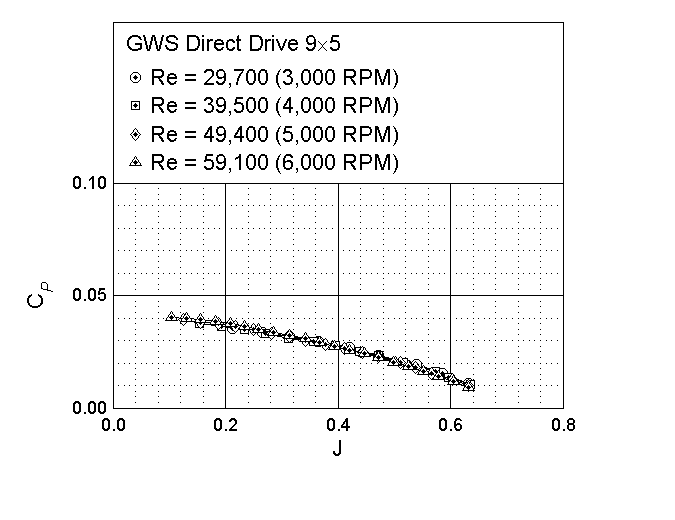 GWS Direct Drive 9×5
Re = 29,700 (3,000 RPM)
Re = 39,500 (4,000 RPM)
Re = 49,400 (5,000 RPM)
Re = 59,100 (6,000 RPM)
0.10
0.05
0.00
C_P
0.0 0.2 0.4 0.6 0.8
J